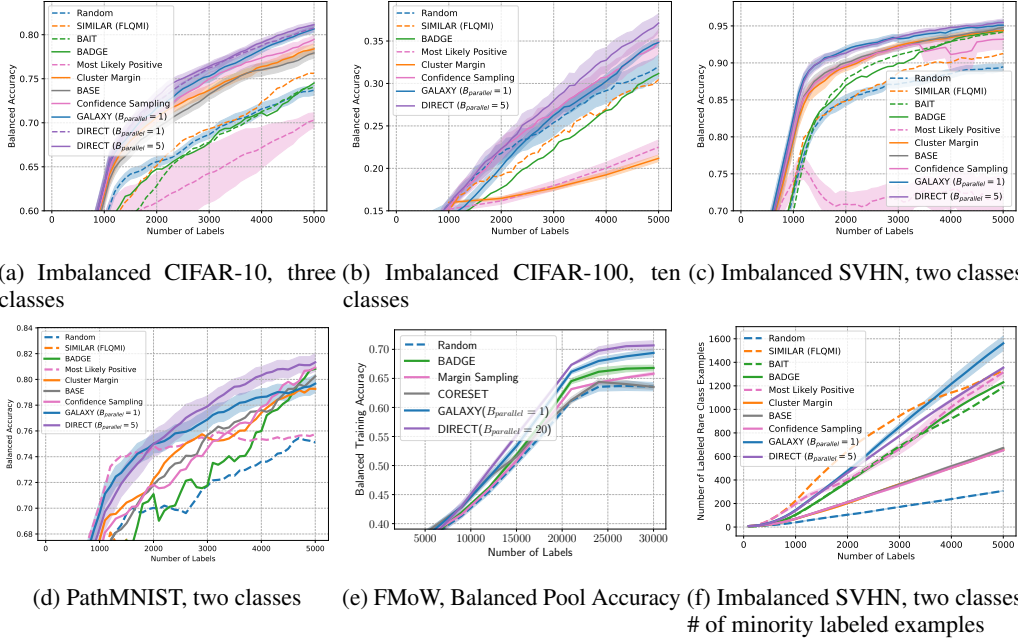 Balanced Accuracy
0.80
0.75
0.70
0.65
0.60
Random
SIMILAR (FLQMI)
BAIT
BADGE
Most Likely Positive
Cluster Margin
BASE
Confidence Sampling
GALAXY (B_parallel = 1)
DIRECT (B_parallel = 1)
DIRECT (B_parallel = 5)
0 1000 2000 3000 4000 5000
Number of Labels
(a) Imbalanced CIFAR-10, three
classes
Balanced Accuracy
0.35
0.30
0.25
0.20
0.15
Random
SIMILAR (FLQMI)
BADGE
Most Likely Positive
Cluster Margin
Confidence Sampling
GALAXY (B_parallel = 1)
DIRECT (B_parallel = 5)
0 1000 2000 3000 4000 5000
Number of Labels
(b) Imbalanced CIFAR-100, ten
classes
Balanced Accuracy
0.95
0.90
0.85
0.80
0.75
0.70
Random
SIMILAR (FLQMI)
BAIT
BADGE
Most Likely Positive
Cluster Margin
BASE
Confidence Sampling
GALAXY (B_parallel = 1)
DIRECT (B_parallel = 5)
0 1000 2000 3000 4000 5000
Number of Labels
(c) Imbalanced SVHN, two classes
Balanced Accuracy
0.84
0.82
0.80
0.78
0.76
0.74
0.72
0.70
0.68
Random
SIMILAR (FLQMI)
BADGE
Most Likely Positive
Cluster Margin
BASE
Confidence Sampling
GALAXY (B_parallel = 1)
DIRECT (B_parallel = 5)
0 1000 2000 3000 4000 5000
Number of Labels
(d) PathMNIST, two classes
Balanced Training Accuracy
0.70
0.65
0.60
0.55
0.50
0.45
0.40
Random
BADGE
Margin Sampling
CORESET
GALAXY(B_parallel = 1)
DIRECT(B_parallel = 20)
5000 10000 15000 20000 25000 30000
Number of Labels
(e) FMoW, Balanced Pool Accuracy
Number of Labeled Rare Class Examples
1600
1400
1200
1000
800
600
400
200
0
Random
SIMILAR (FLQMI)
BAIT
BADGE
Most Likely Positive
Cluster Margin
BASE
Confidence Sampling
GALAXY (B_parallel = 1)
DIRECT (B_parallel = 5)
0 1000 2000 3000 4000 5000
Number of Labels
(f) Imbalanced SVHN, two classes
# of minority labeled examples